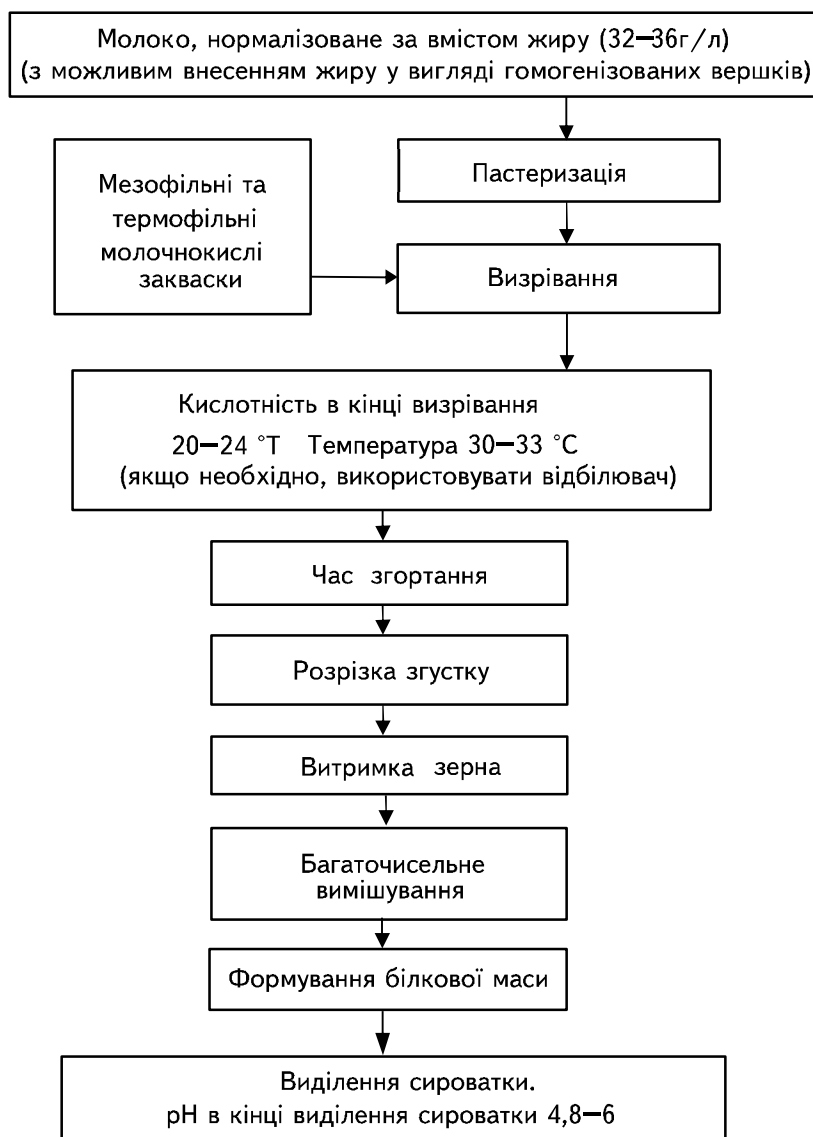 Молоко, нормалізоване за вмістом жиру (32—36г/л)
(з можливим внесенням жиру у вигляді гомогенізованих вершків)
Пастеризація
Мезофільні та
термофільні
молочнокислі
закваски
Визрівання
Кислотність в кінці визрівання
20—24 °Т Температура 30—33 °С
(якщо необхідно, використовувати відбілювач)
Час згортання
Розрізка згустку
Витримка зерна
Багаточисельне
вимішування
Формування білкової маси
Виділення сироватки.
рН в кінці виділення сироватки 4,8—6